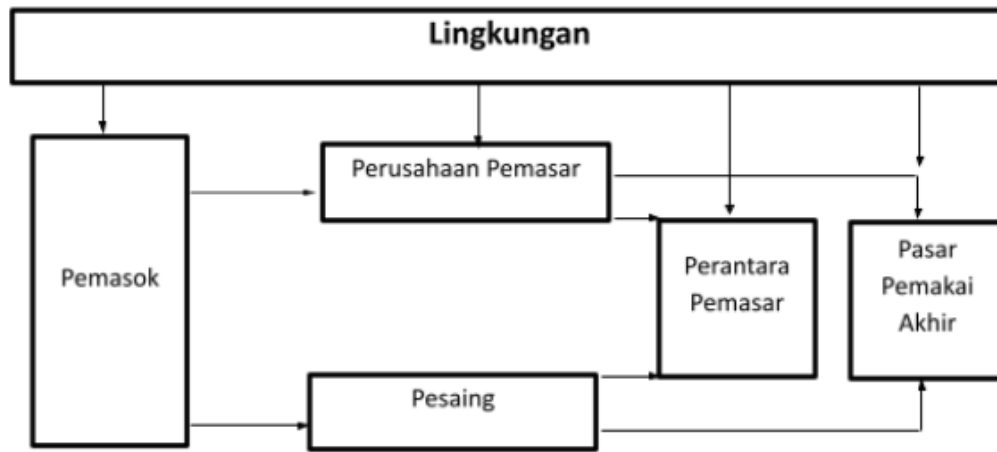 Lingkungan
Perusahaan Pemasar
Pemasok
Perantara
Pemasar
Pasar
Pemakai
Akhir
Pesaing